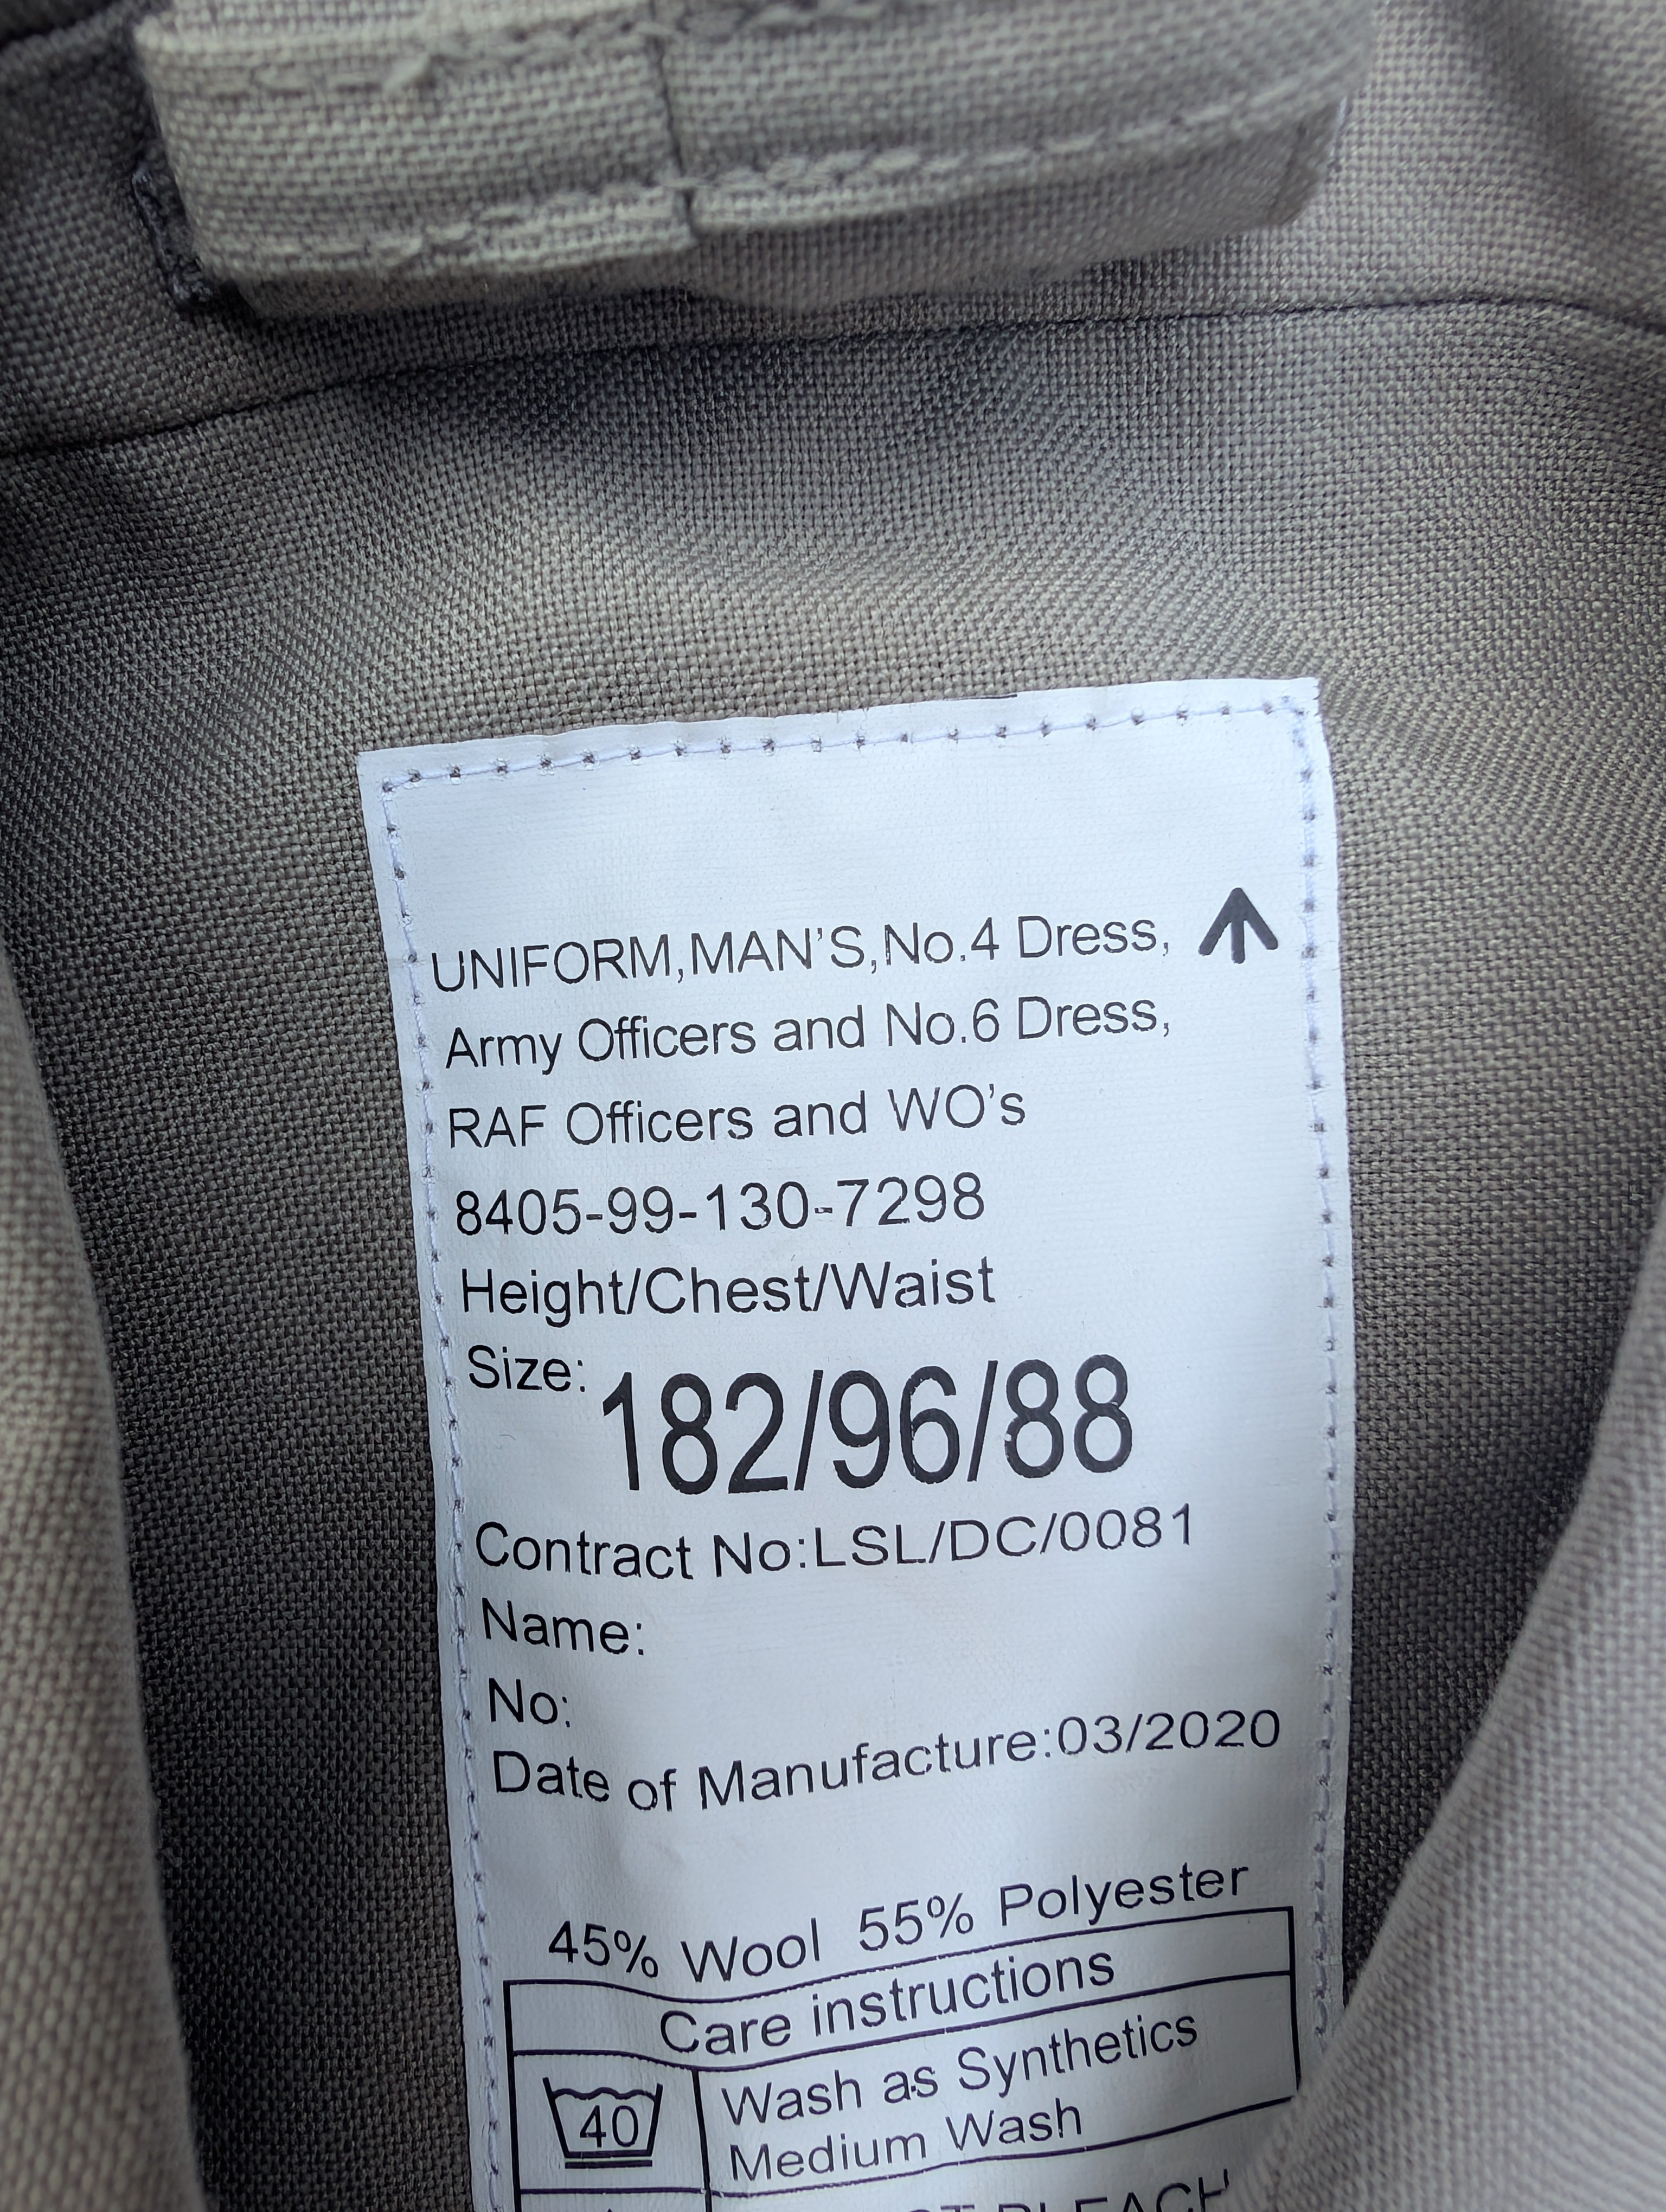 UNIFORM,MAN'S,No.4 Dress,
Army Officers and No.6 Dress,
RAF Officers and WO's
8405-99-130-7298
Height/Chest/Waist
Size: 182/96/88
Contract No:LSL/DC/0081
Name:
No:
Date of Manufacture:03/2020
45% Wool 55% Polyester
Care instructions
40
Wash as Synthetics
Medium Wash
BLEACH